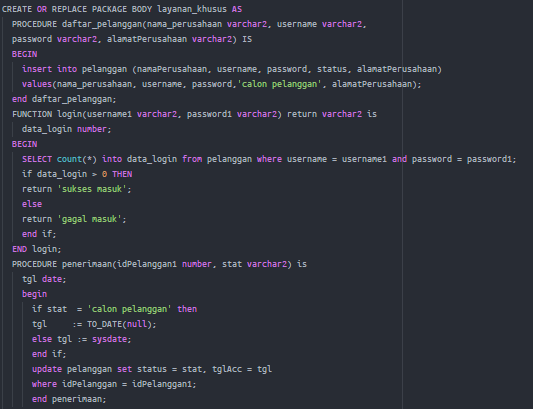 CREATE OR REPLACE PACKAGE BODY layanan_khusus AS
PROCEDURE daftar_pelanggan(nama_perusahaan varchar2, username varchar2,
password varchar2, alamatPerusahaan varchar2) IS
BEGIN
insert into pelanggan (namaPerusahaan, username, password, status, alamatPerusahaan)
values(nama_perusahaan, username, password,'calon pelanggan', alamatPerusahaan);
end daftar_pelanggan;
FUNCTION login(username1 varchar2, password1 varchar2) return varchar2 is
data_login number;
BEGIN
SELECT count(*) into data_login from pelanggan where username = username1 and password = password1;
if data_login > 0 THEN
return 'sukses masuk';
else
return 'gagal masuk';
end if;
END login;
PROCEDURE penerimaan(idPelanggan1 number, stat varchar2) is
tgl date;
begin
if stat  = 'calon pelanggan' then
tgl     := TO_DATE(null);
else tgl := sysdate;
end if;
update pelanggan set status = stat, tglAcc = tgl
where idPelanggan = idPelanggan1;
end penerimaan;